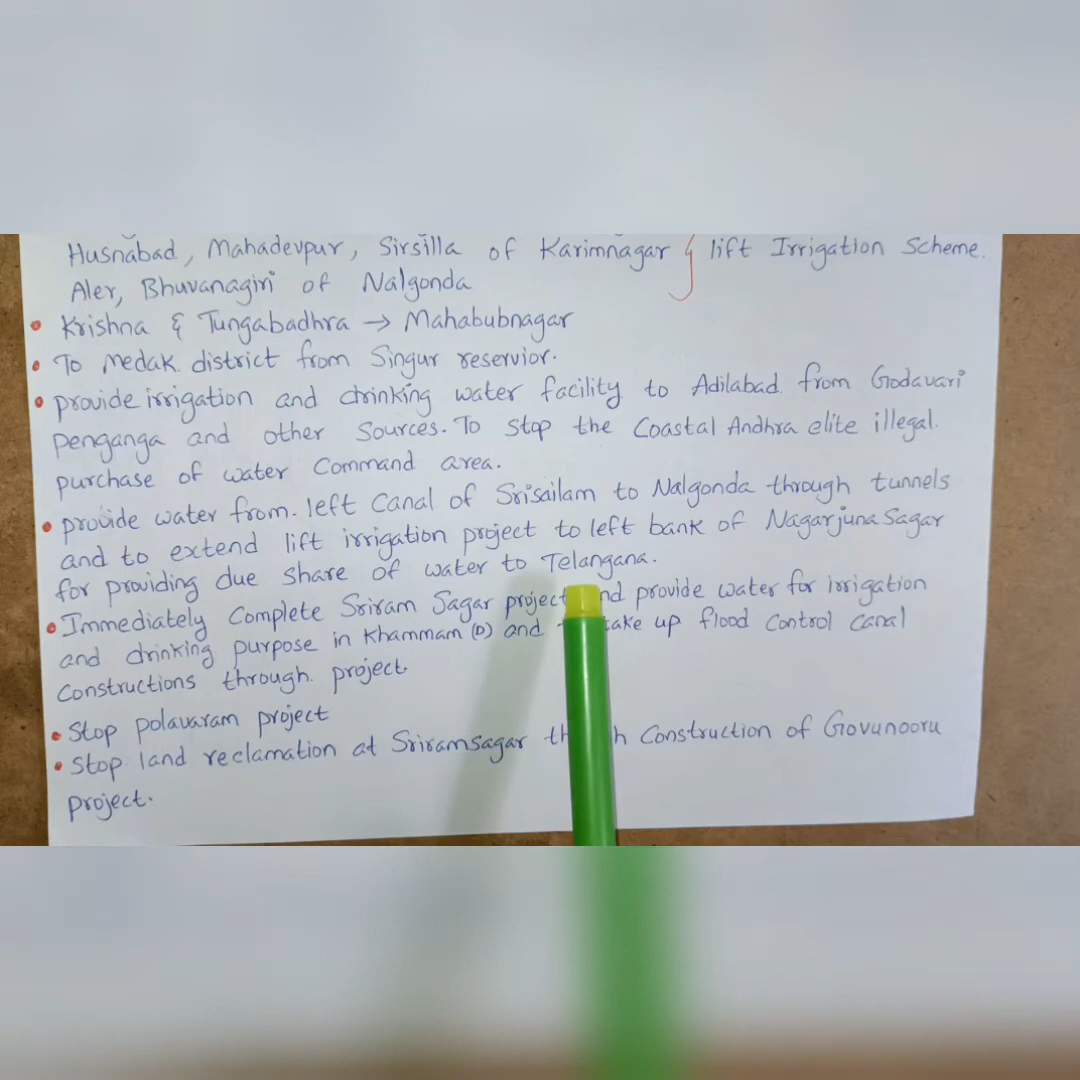 Husnabad, Mahadevpur, Sirsilla of Karimnagar } lift Irrigation Scheme.
Aler, Bhuvanagiri of Nalgonda
• Krishna & Tungabadhra → Mahabubnagar
• To Medak district from Singur reservior.
• provide irrigation and drinking water facility to Adilabad from Godavari
Penganga and other Sources. To stop the Coastal Andhra elite illegal.
purchase of water Command area.
• provide water from left Canal of Srisailam to Nalgonda through tunnels
and to extend lift irrigation project to left bank of Nagarjuna Sagar
for providing due share of water to Telangana.
• Immediately Complete Sriram Sagar project nd provide water for irrigation
and drinking purpose in Khammam (D) and take up flood control canal
Constructions through project
• Stop polavaram project
• Stop land reclamation at Sriramsagar th h Construction of Govunooru
project.